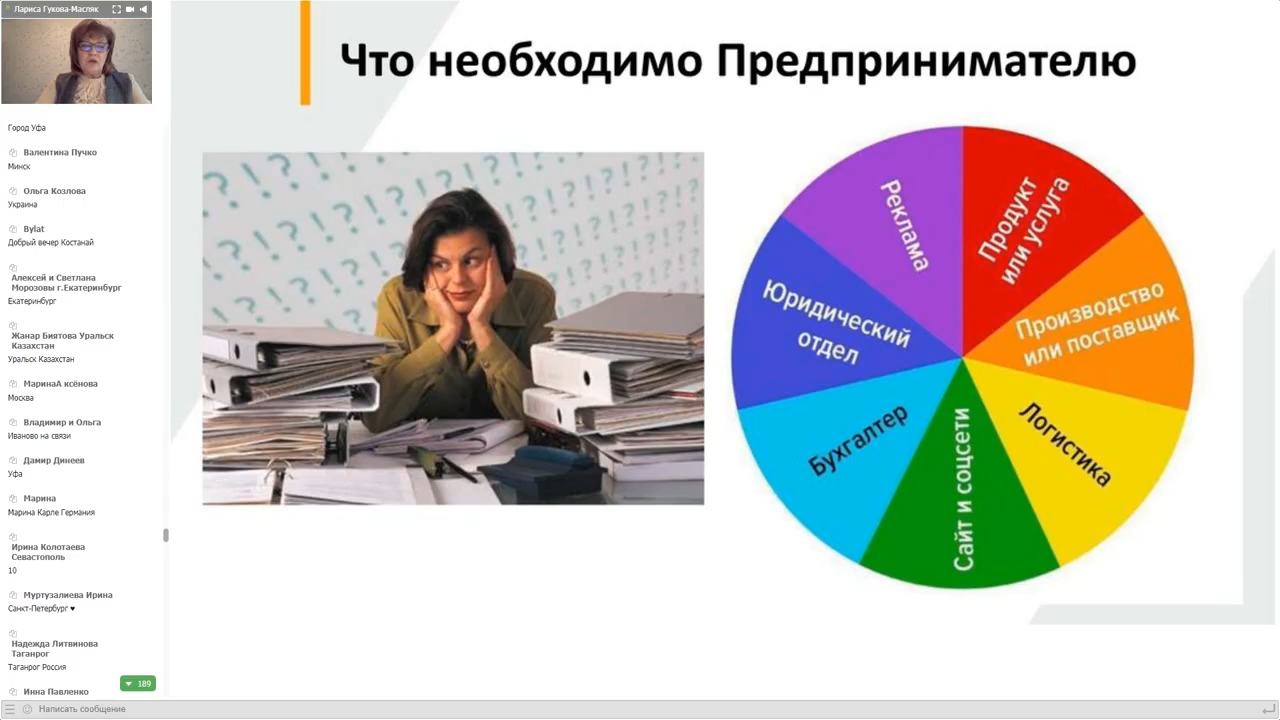 Лариса Гукова-Масляк
Город Уфа
Валентина Пучко
Минск
Ольга Козлова
Украина
Bylat
Добрый вечер Костанай
Алексей и Светлана
Морозовы г.Екатеринбург
Екатеринбург
Жанар Биятова Уральск
Казахстан
Уральск Казахстан
МаринаА ксёнова
Москва
Владимир и Ольга
Иваново на связи
Дамир Динеев
Уфа
Марина
Марина Карле Германия
Ирина Колотаева
Севастополь
10
Муртузалиева Ирина
Санкт-Петербург ♥
Надежда Литвинова
Таганрог
Таганрог Россия
Инна Павленко
189
Написать сообщение
Что необходимо Предпринимателю
Продукт
или услуга
Производство
или поставщик
Логистика
Сайт и соцсети
Бухгалтер
Юридический
отдел
Реклама